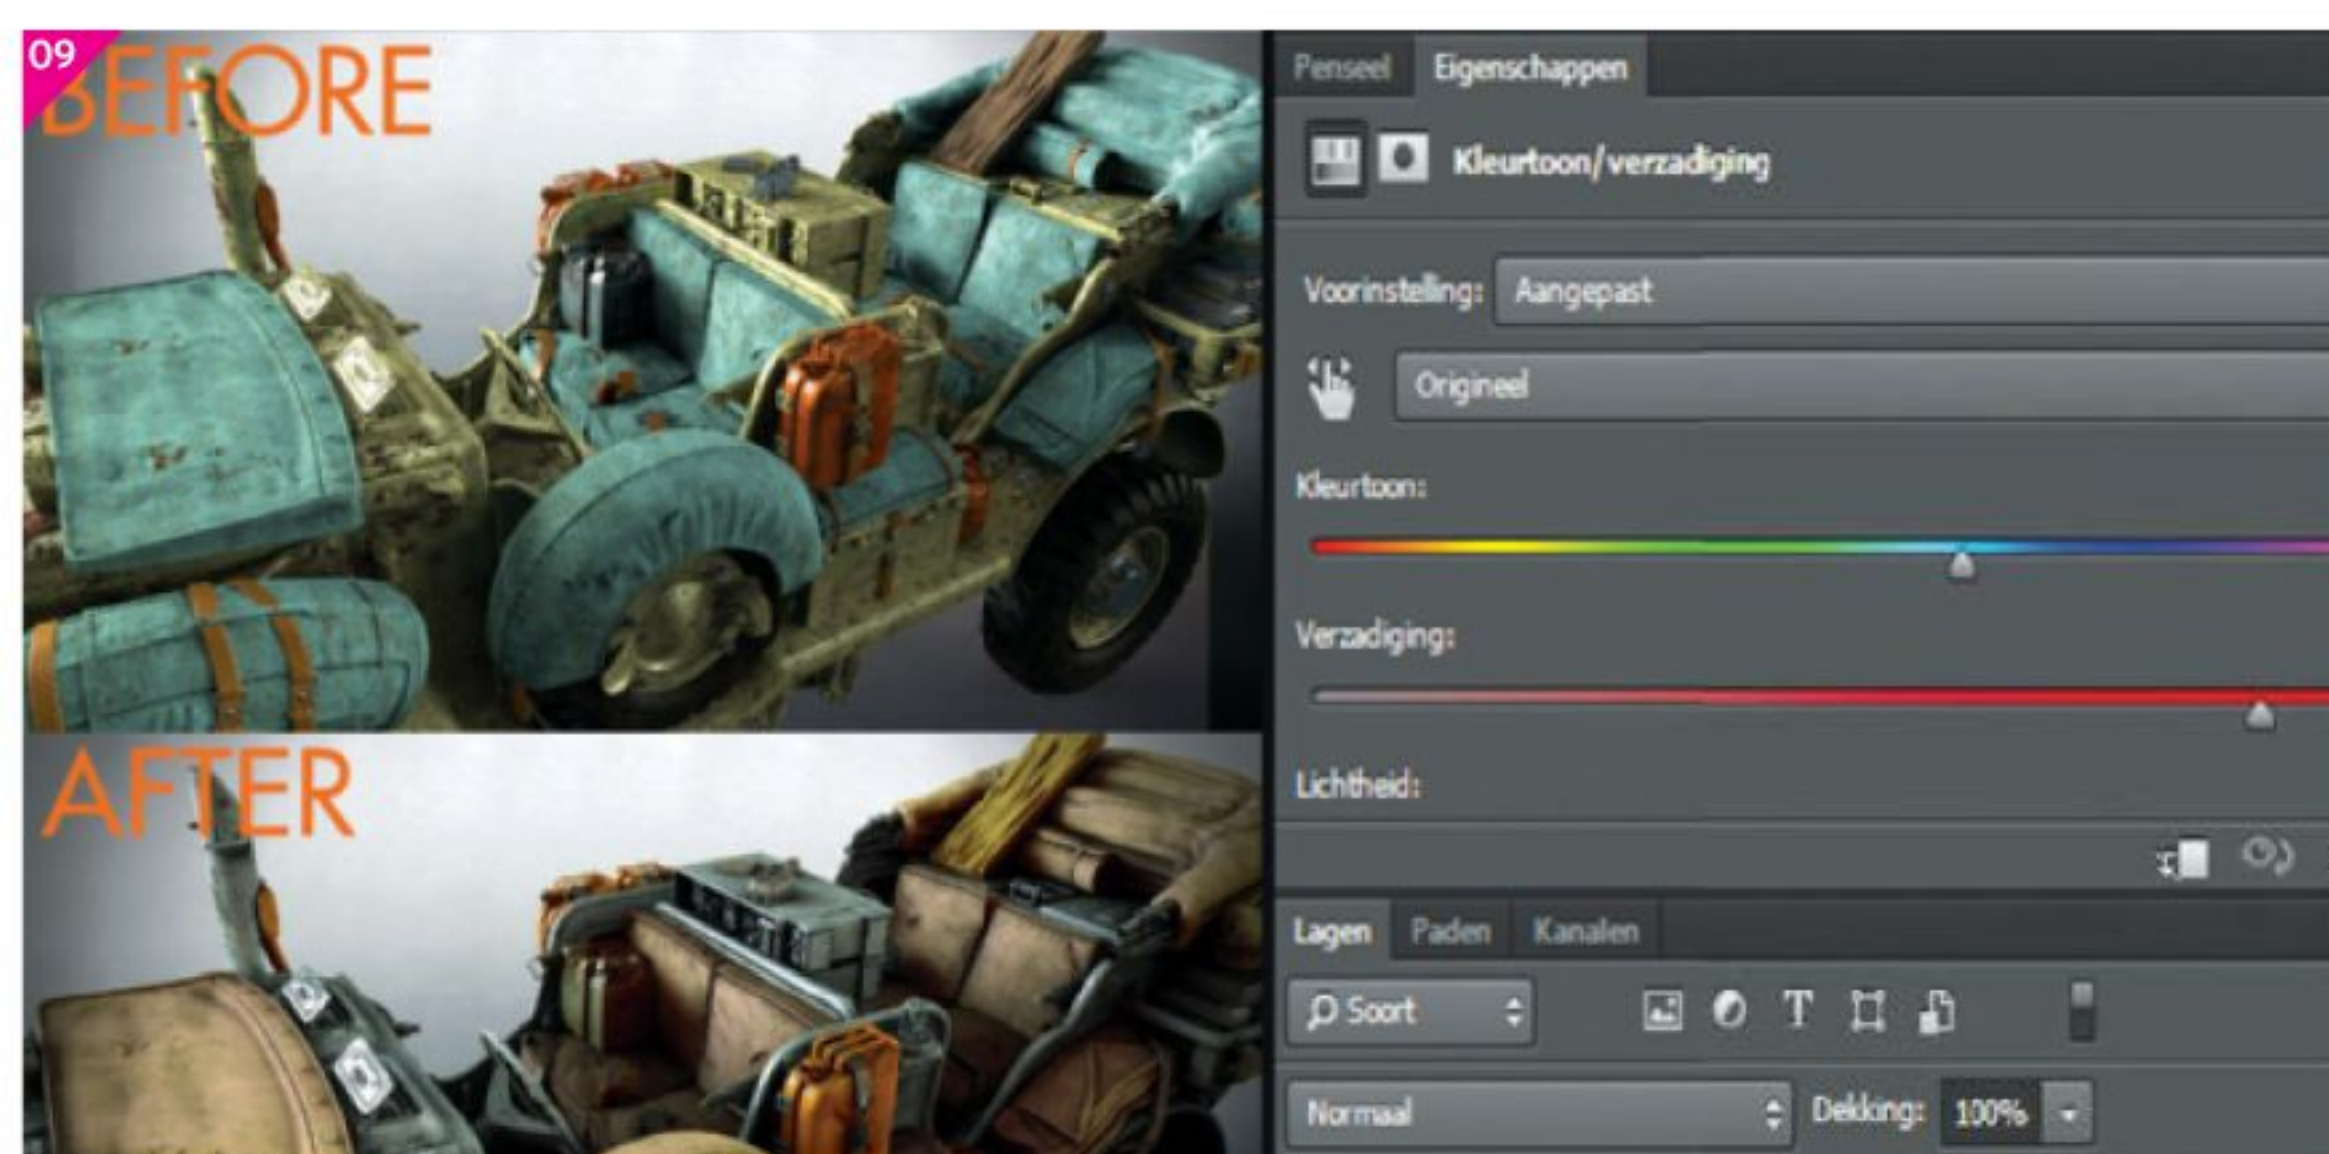 09
BEFORE
AFTER
Penseel Eigenschappen
Kleurtoon/verzadiging
Voorinstelling: Aangepast
Origineel
Kleurtoon:
Verzadiging:
Lichtheid:
Lagen Paden Kanalen
Soort
Normaal Dekking: 100%